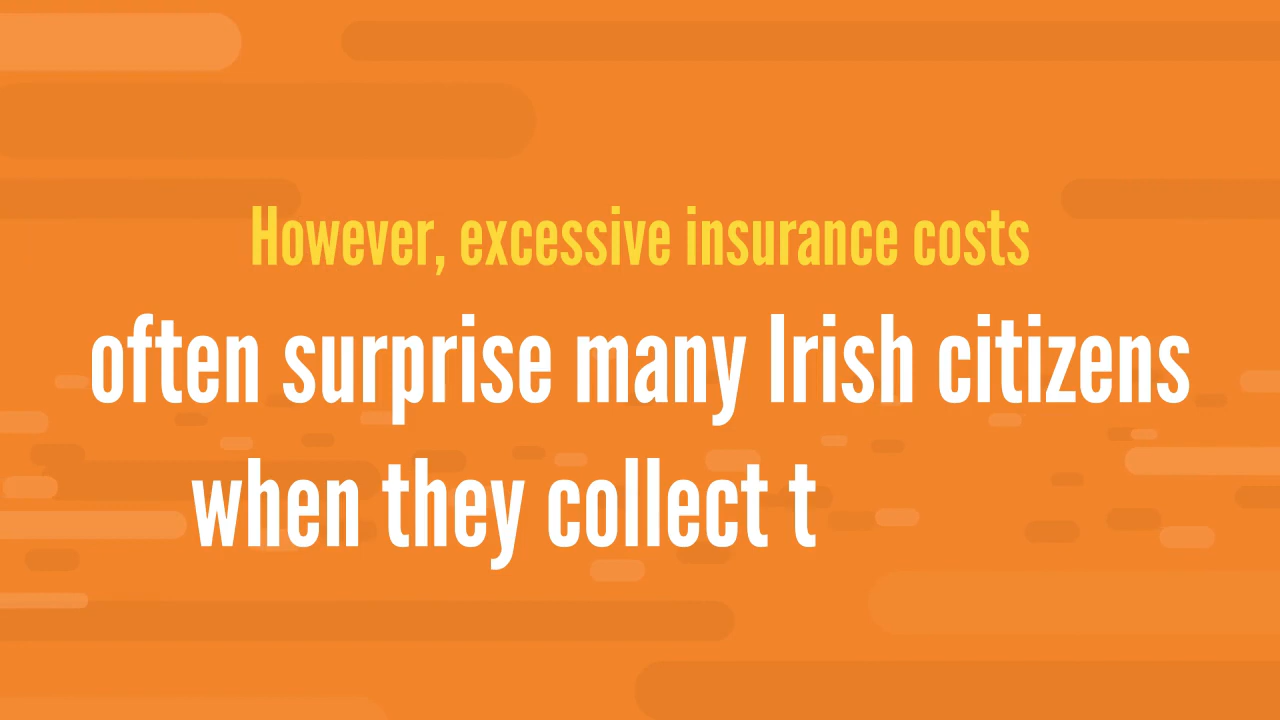 However, excessive insurance costs
often surprise many Irish citizens
when they collect t